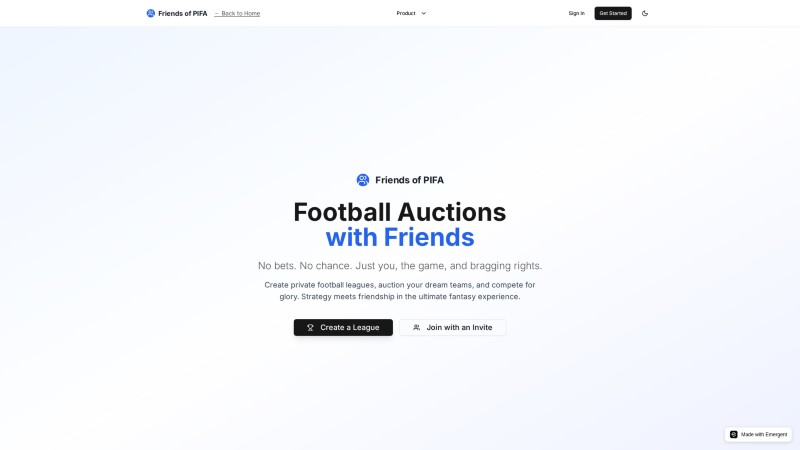 Friends of PIFA
← Back to Home
Product
Sign In
Get Started
Friends of PIFA
Football Auctions
with Friends
No bets. No chance. Just you, the game, and bragging rights.
Create private football leagues, auction your dream teams, and compete for
glory. Strategy meets friendship in the ultimate fantasy experience.
Create a League
Join with an Invite
Made with Emergent